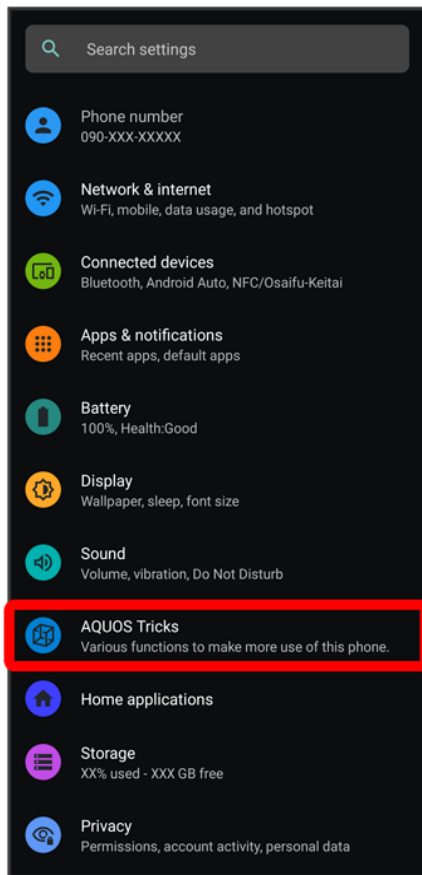 Search settings
Phone number
090-XXX-XXXXX
Network & internet
Wi-Fi, mobile, data usage, and hotspot
Connected devices
Bluetooth, Android Auto, NFC/Osaifu-Keitai
Apps & notifications
Recent apps, default apps
Battery
100%, Health:Good
Display
Wallpaper, sleep, font size
Sound
Volume, vibration, Do Not Disturb
AQUOS Tricks
Various functions to make more use of this phone.
Home applications
Storage
XX% used - XXX GB free
Privacy
Permissions, account activity, personal data